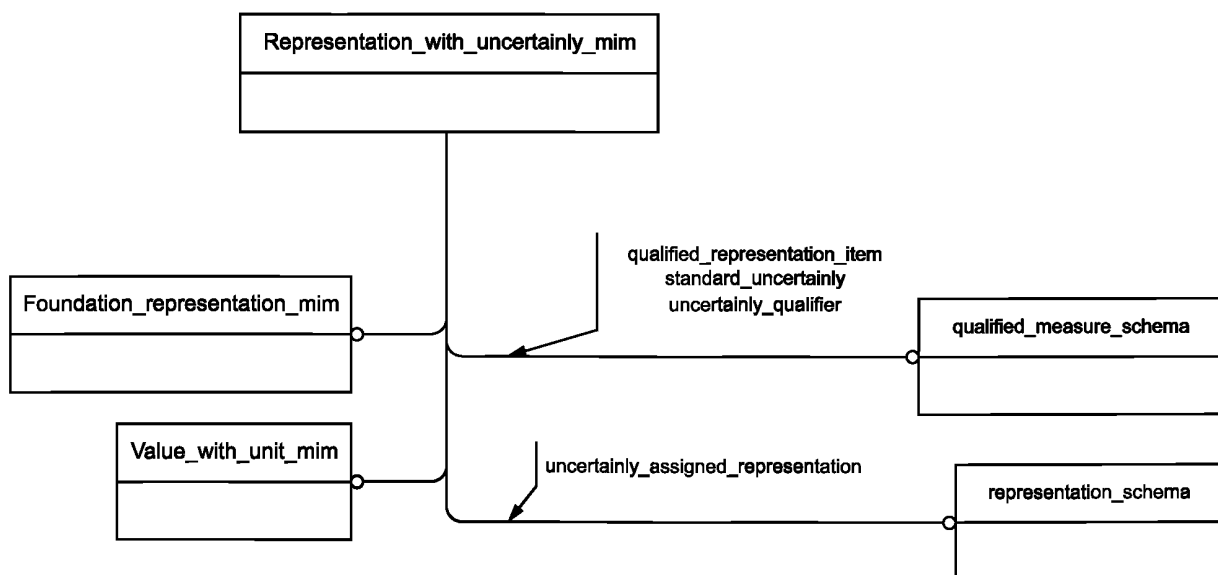 Representation_with_uncertainly_mim
qualified_representation_item
standard_uncertainly
uncertainly_qualifier
Foundation_representation_mim
qualified_measure_schema
Value_with_unit_mim
uncertainly_assigned_representation
representation_schema